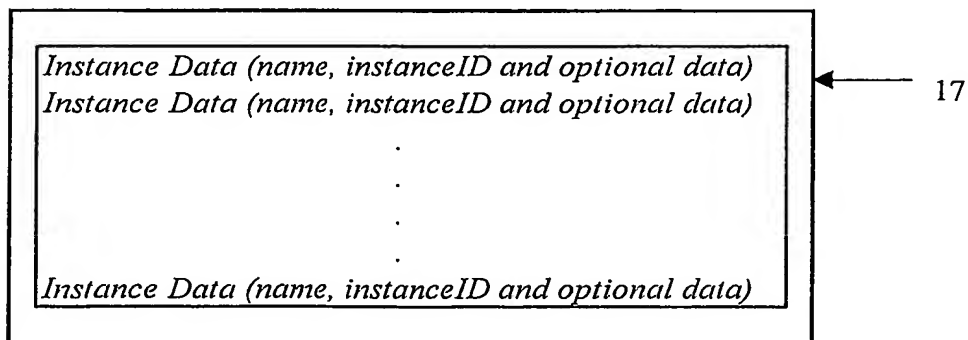 Instance Data (name, instanceID and optional data)
Instance Data (name, instanceID and optional data)
.
.
.
.
Instance Data (name, instanceID and optional data)
17